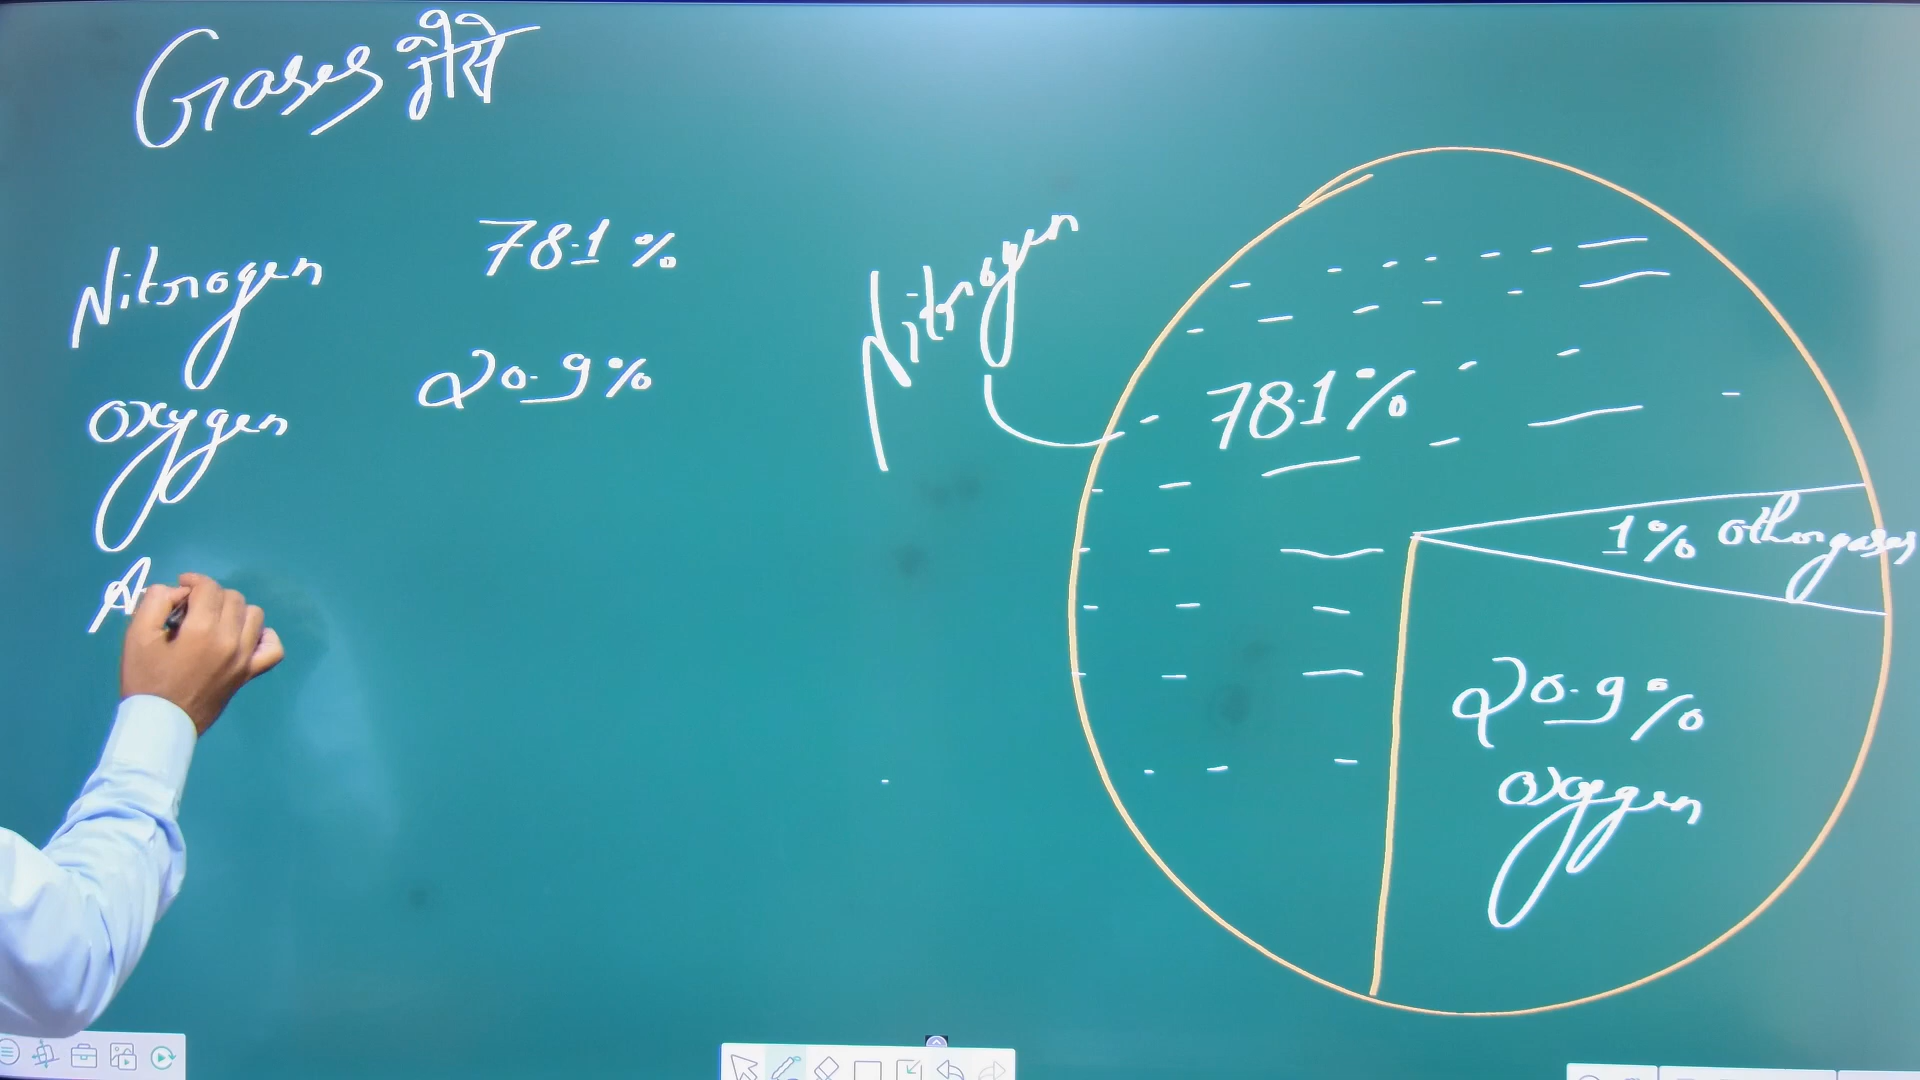 Gases गैसे
Nitrogen 78.1 %
Oxygen 20.9%
A
Nitrogen
78.1%
1% Other gases
20.9%
Oxygen